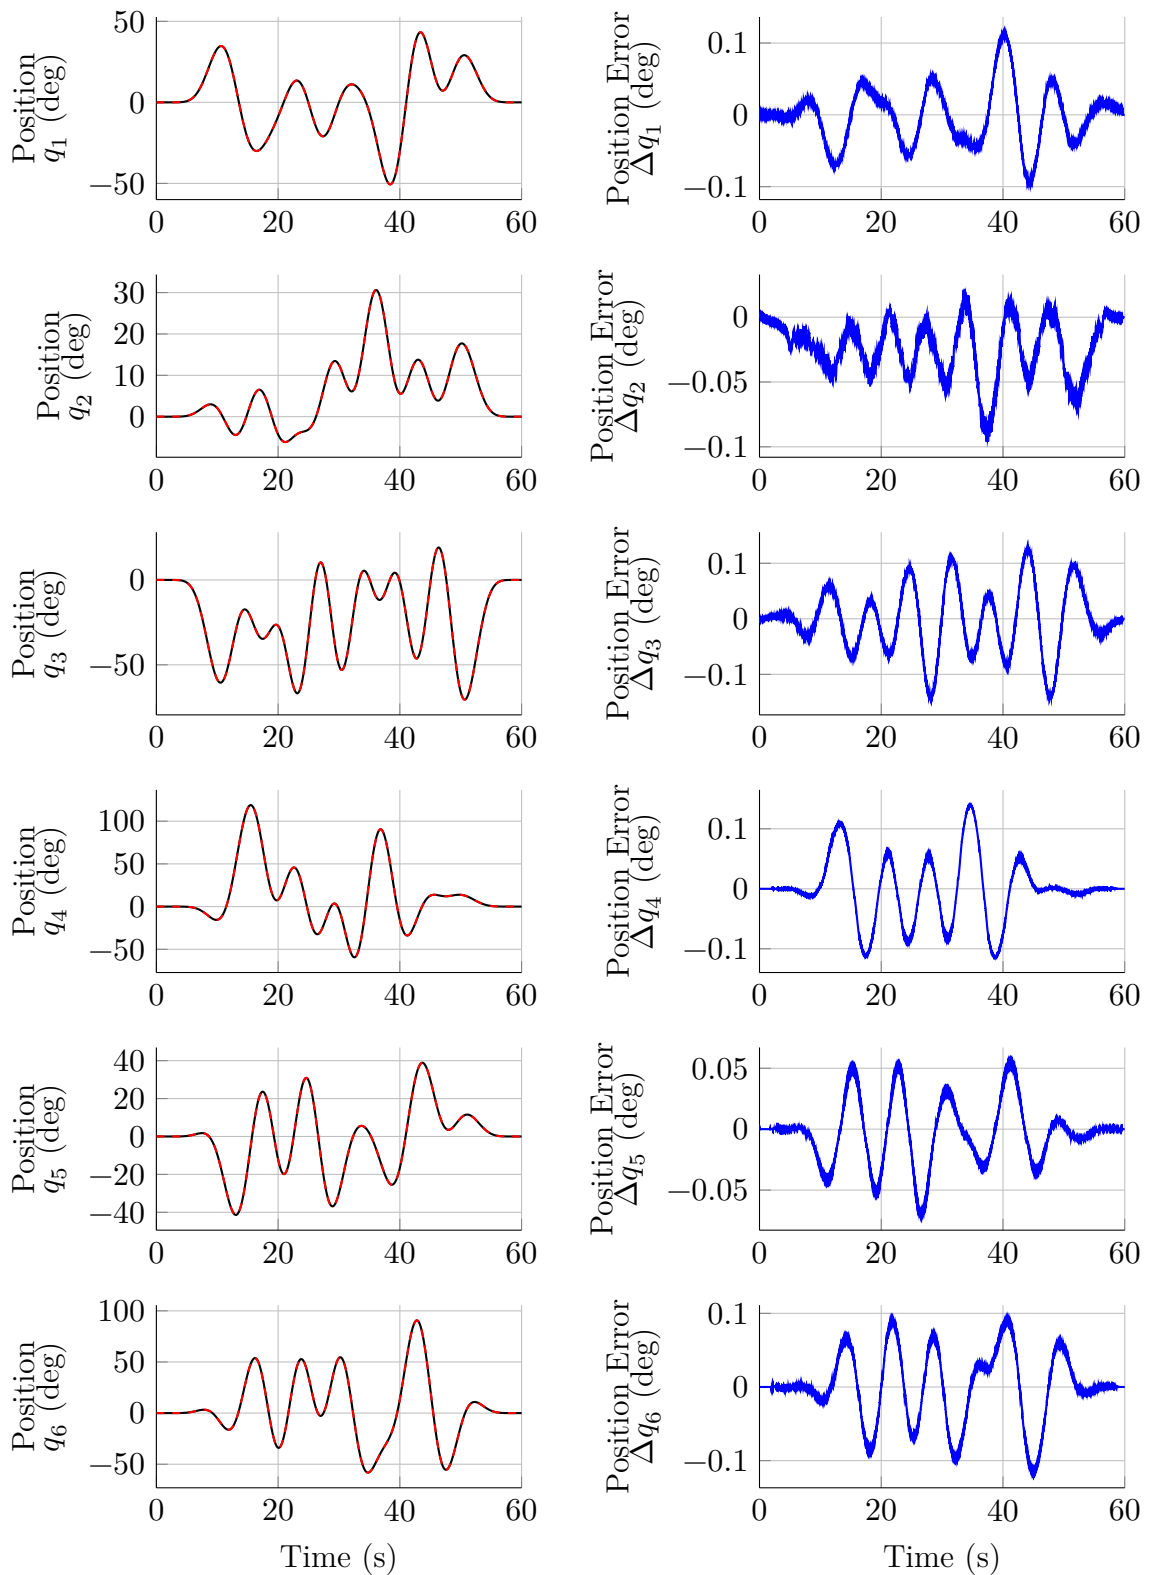 Position
q1 (deg)
50
0
−50
0 20 40 60
Position Error
Δq1 (deg)
0.1
0
−0.1
0 20 40 60
Position
q2 (deg)
30
20
10
0
0 20 40 60
Position Error
Δq2 (deg)
0
−0.05
−0.1
0 20 40 60
Position
q3 (deg)
0
−50
0 20 40 60
Position Error
Δq3 (deg)
0.1
0
−0.1
0 20 40 60
Position
q4 (deg)
100
50
0
−50
0 20 40 60
Position Error
Δq4 (deg)
0.1
0
−0.1
0 20 40 60
Position
q5 (deg)
40
20
0
−20
−40
0 20 40 60
Position Error
Δq5 (deg)
0.05
0
−0.05
0 20 40 60
Position
q6 (deg)
100
50
0
−50
0 20 40 60
Time (s)
Position Error
Δq6 (deg)
0.1
0
−0.1
0 20 40 60
Time (s)